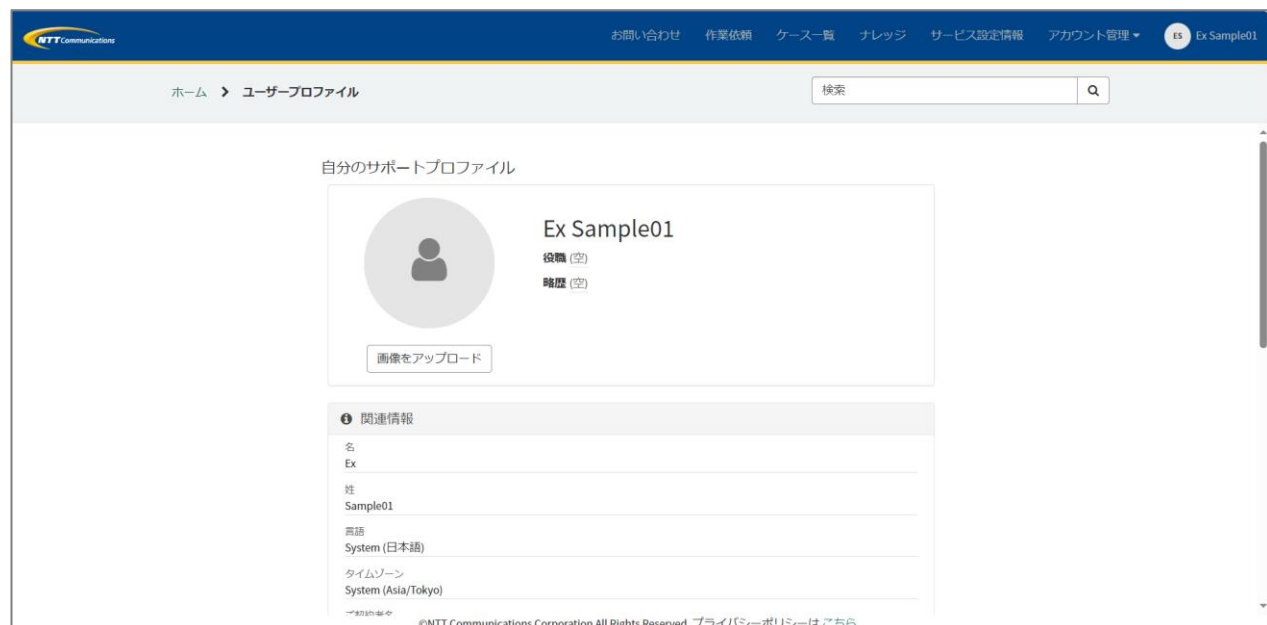 NTT Communications
お問い合わせ 作業依頼 ケース一覧 ナレッジ サービス設定情報 アカウント管理 ES Ex Sample01
ホーム ユーザープロファイル 検索
自分のサポートプロファイル
Ex Sample01
役職 (空)
略歴 (空)
画像をアップロード
関連情報
名
Ex
姓
Sample01
言語
System (日本語)
タイムゾーン
System (Asia/Tokyo)
ご契約者名
©NTT Communications Corporation All Rights Reserved. プライバシーポリシーは こちら